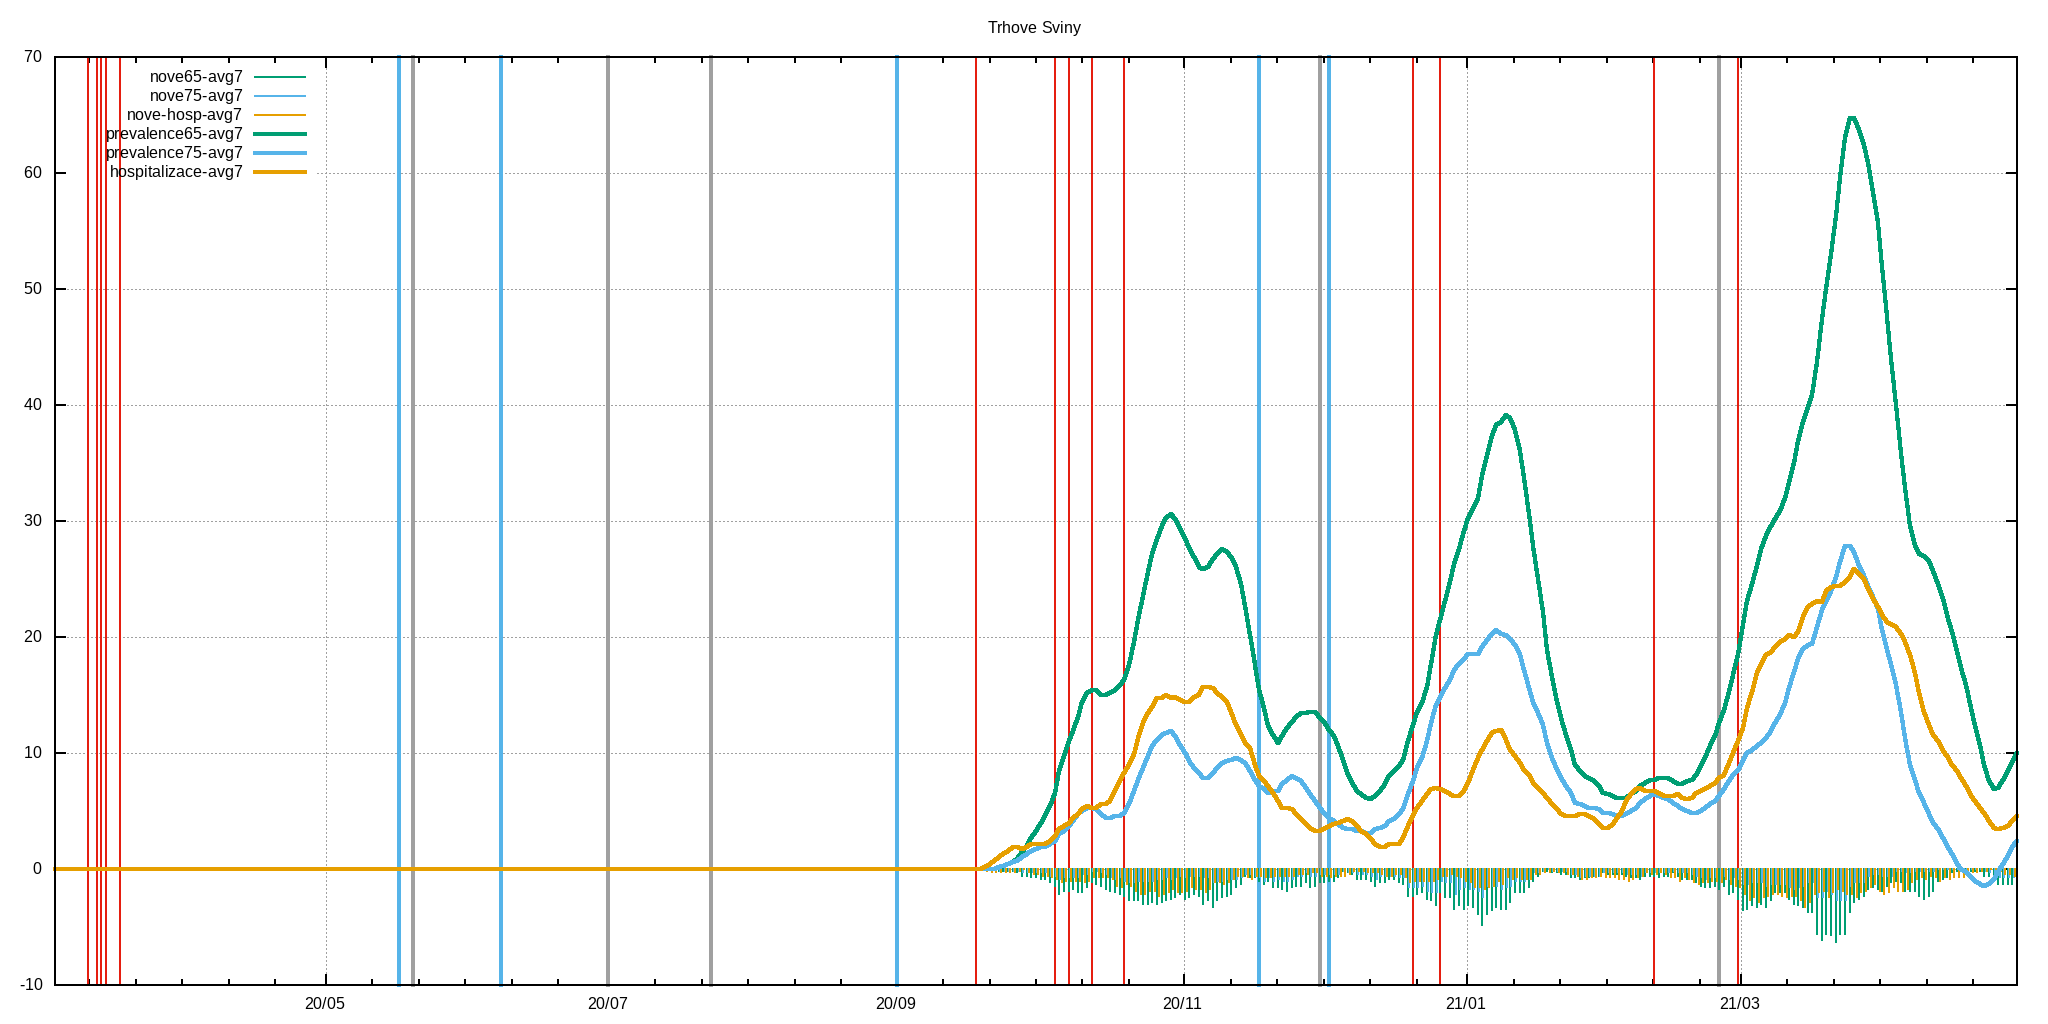 Trhove Sviny
70
60
50
40
30
20
10
0
-10
nove65-avg7
nove75-avg7
nove-hosp-avg7
prevalence65-avg7
prevalence75-avg7
hospitalizace-avg7
20/05 20/07 20/09 20/11 21/01 21/03